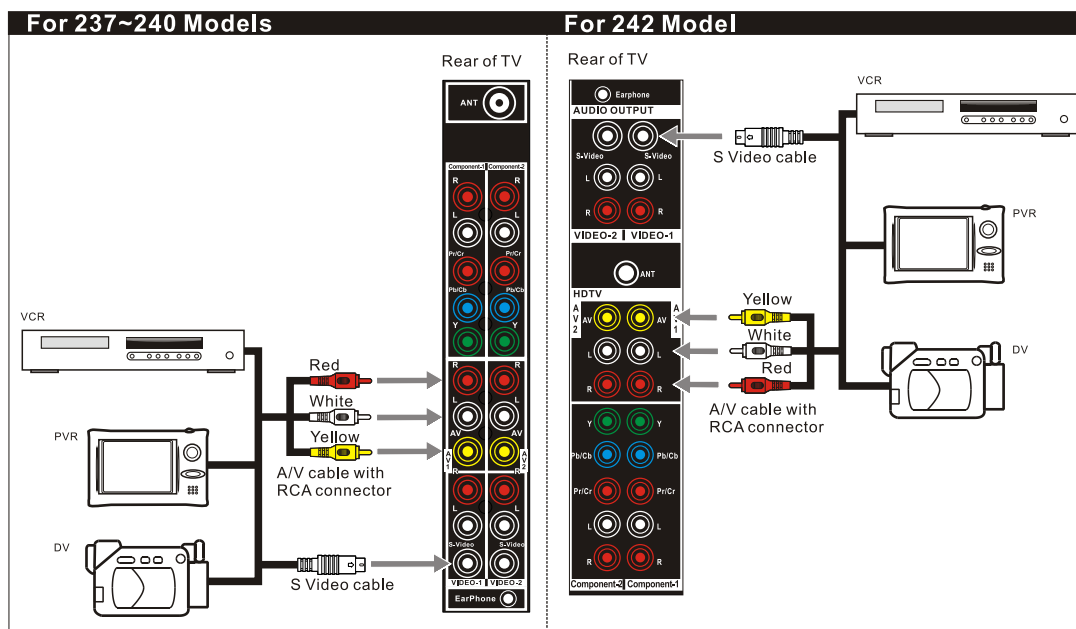 For 237~240 Models
Rear of TV
ANT
Component-1 Component-2
R
L
Pr/Cr Pr/Cr
Pb/Cb Pb/Cb
Y Y
R
L
AV AV
AV1 AV2
R
L
S-Video S-Video
VIDEO-1 VIDEO-2
EarPhone
VCR
PVR
DV
Red
White
Yellow
A/V cable with
RCA connector
S Video cable
For 242 Model
Rear of TV
Earphone
AUDIO OUTPUT
S-Video S-Video
L L
R R
VIDEO-2 VIDEO-1
ANT
HDTV
AV2 AV AV
L L
R R
Y Y
Pb/Cb Pb/Cb
Pr/Cr Pr/Cr
L L
R R
Component-2 Component-1
S Video cable
Yellow
White
Red
A/V cable with
RCA connector
VCR
PVR
DV